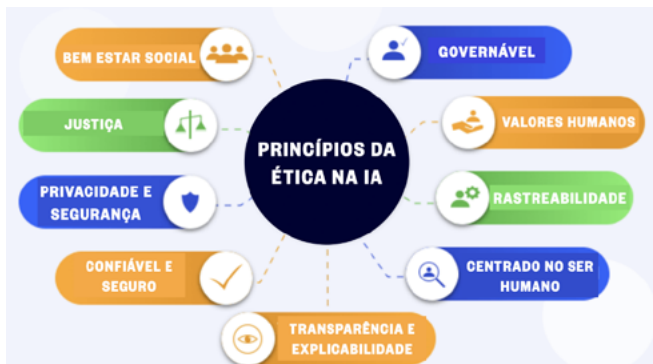 PRINCÍPIOS DA
ÉTICA NA IA
BEM ESTAR SOCIAL
JUSTIÇA
PRIVACIDADE E
SEGURANÇA
CONFIÁVEL E
SEGURO
TRANSPARÊNCIA E
EXPLICABILIDADE
GOVERNÁVEL
VALORES HUMANOS
RASTREABILIDADE
CENTRADO NO SER
HUMANO